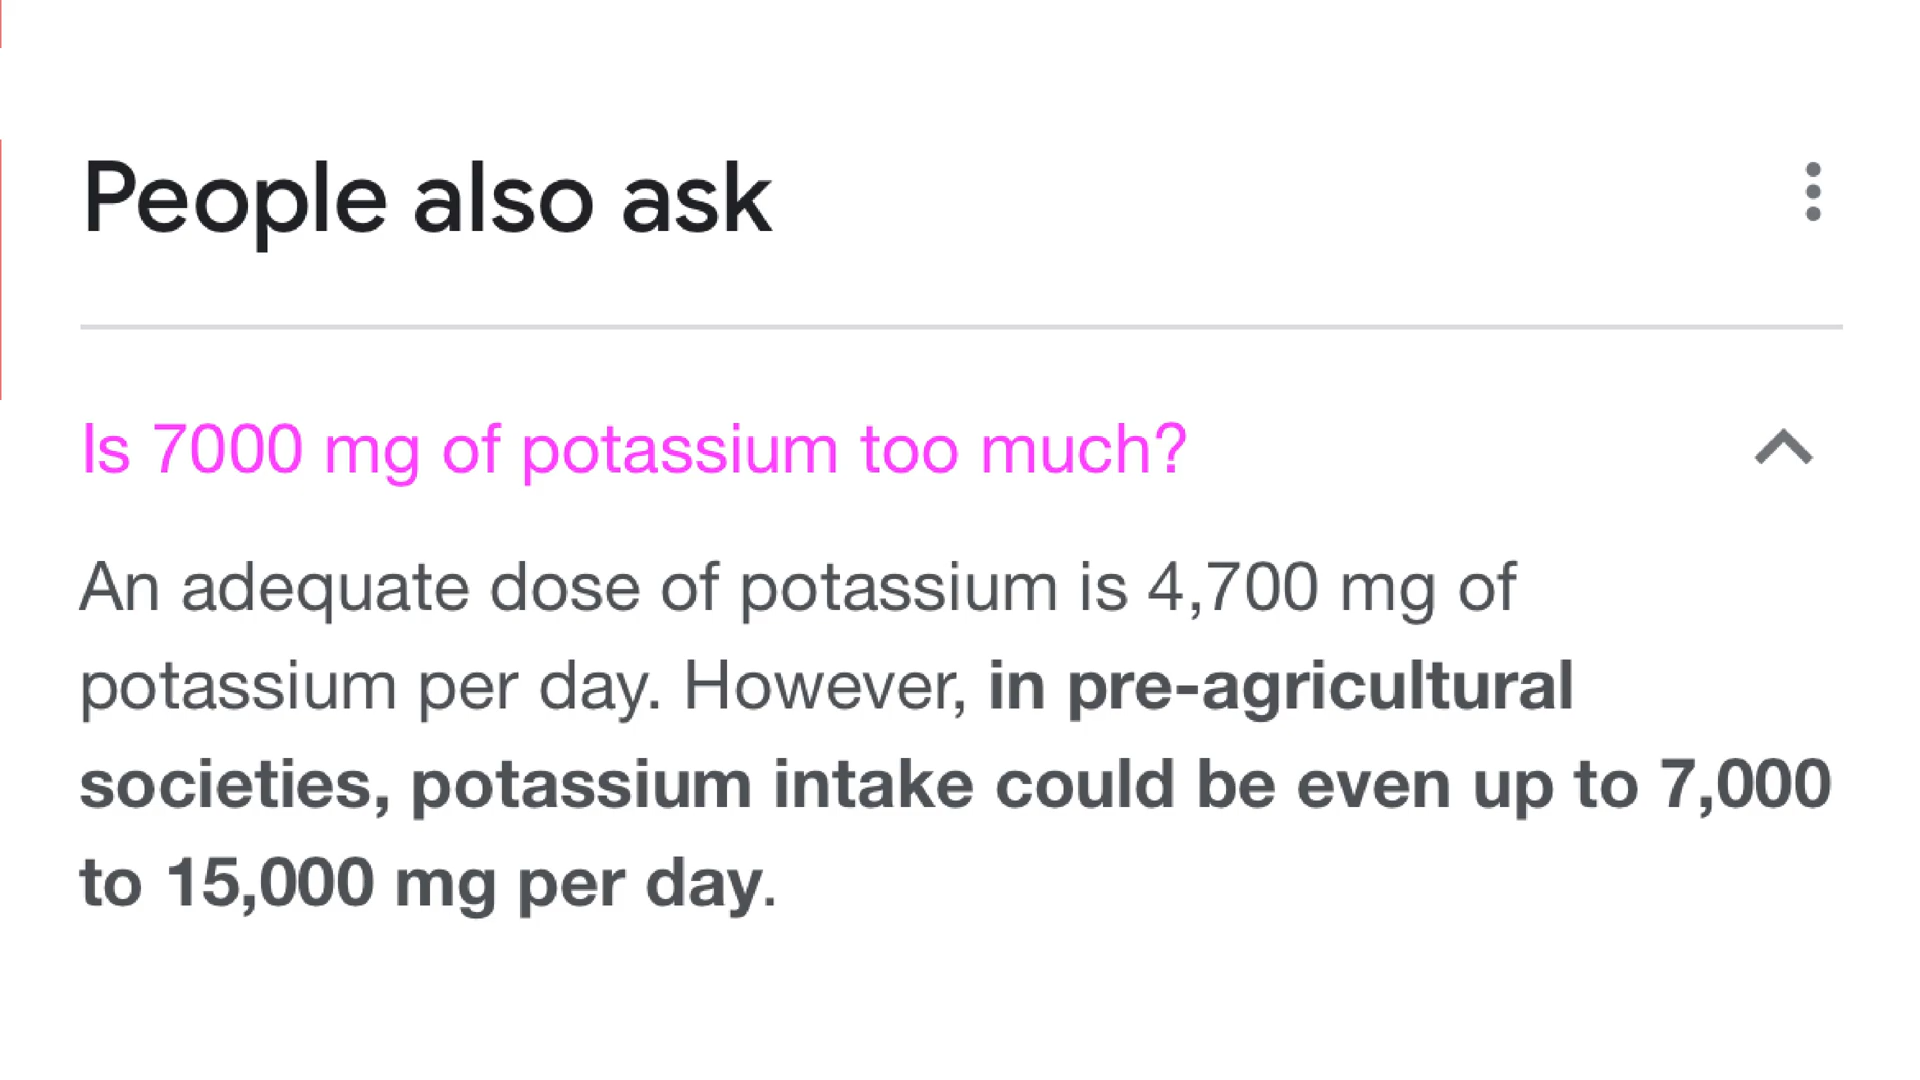 People also ask
Is 7000 mg of potassium too much?
An adequate dose of potassium is 4,700 mg of
potassium per day. However, in pre-agricultural
societies, potassium intake could be even up to 7,000
to 15,000 mg per day.